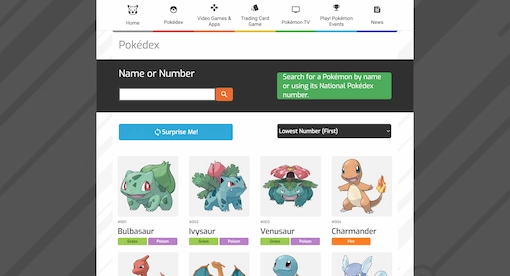 Home
Pokédex
Video Games &
Apps
Trading Card
Game
Pokémon TV
Play! Pokémon
Events
News
Pokédex
Name or Number
Search for a Pokémon by name
or using its National Pokédex
number.
Surprise Me!
Lowest Number (First)
#001
#002
#003
#004
Bulbasaur
Ivysaur
Venusaur
Charmander
Grass
Poison
Grass
Poison
Grass
Poison
Fire